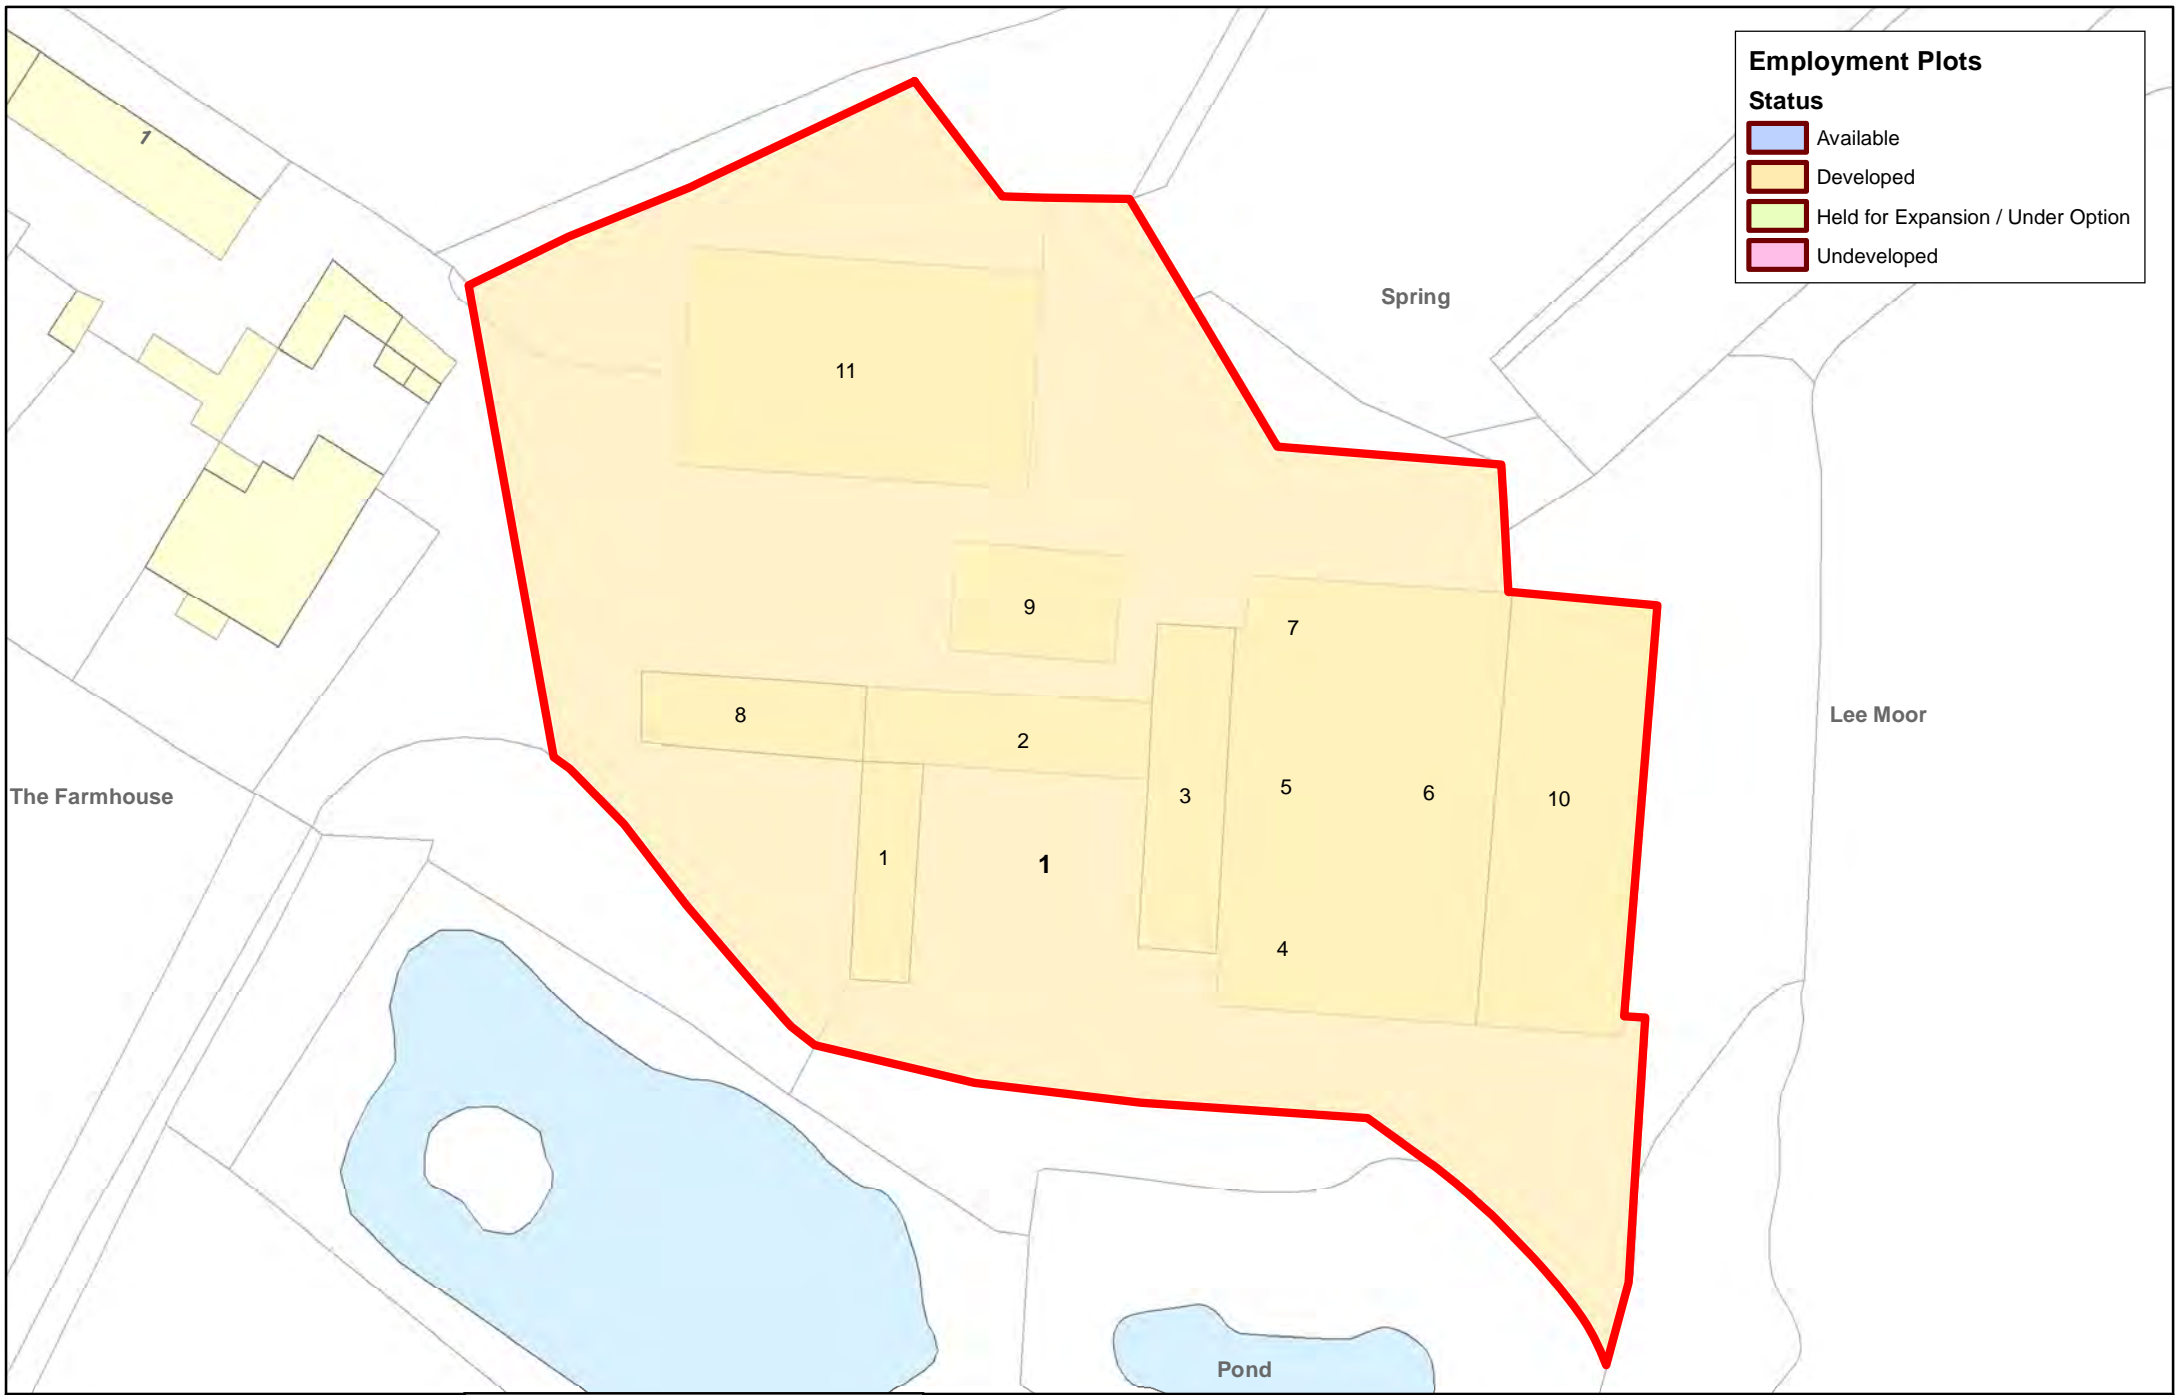 Employment Plots
Status
Available
Developed
Held for Expansion / Under Option
Undeveloped
1
Spring
11
9
7
8
2
Lee Moor
The Farmhouse
3
5
6
10
1
1
4
Pond